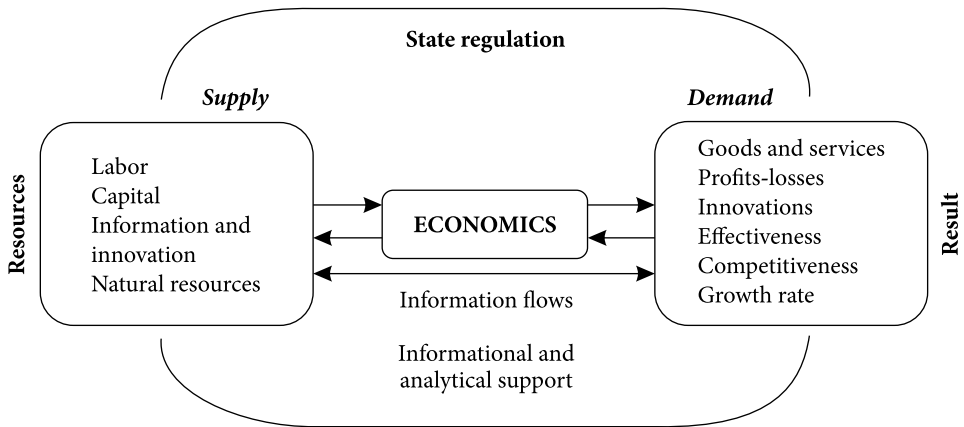 State regulation
Supply
Demand
Resources
Labor
Capital
Information and
innovation
Natural resources
ECONOMICS
Goods and services
Profits-losses
Innovations
Effectiveness
Competitiveness
Growth rate
Result
Information flows
Informational and
analytical support